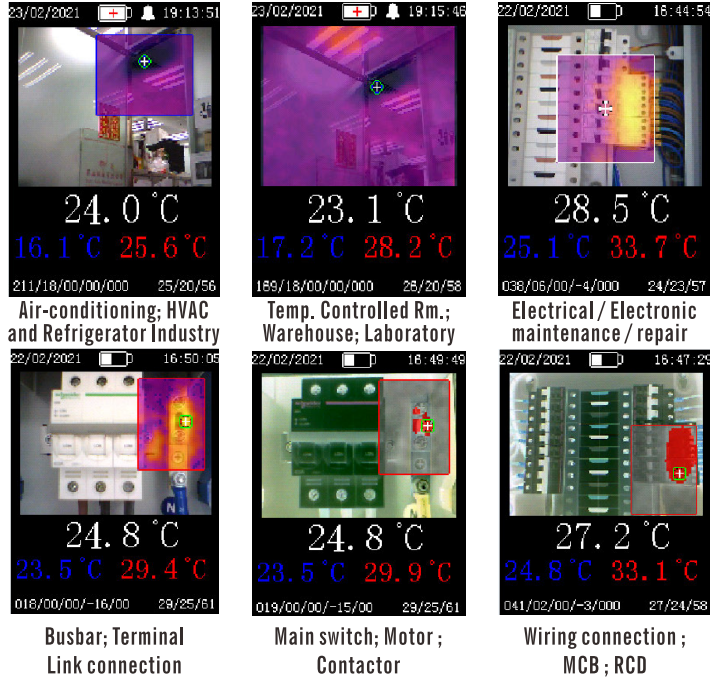 23/02/2021 19:13:51
24.0°C
16.1°C 25.6°C
211/18/00/00/000 25/20/56
Air-conditioning; HVAC
and Refrigerator Industry
23/02/2021 19:15:46
23.1°C
17.2°C 28.2°C
189/18/00/00/000 28/20/58
Temp. Controlled Rm.;
Warehouse; Laboratory
22/02/2021 16:44:54
28.5°C
25.1°C 33.7°C
038/06/00/-4/000 24/23/57
Electrical / Electronic
maintenance / repair
22/02/2021 16:50:05
N
24.8°C
23.5°C 29.4°C
018/00/00/-16/00 29/25/61
Busbar; Terminal
Link connection
22/02/2021 16:49:49
24.8°C
23.5°C 29.9°C
019/00/00/-15/00 29/25/61
Main switch; Motor ;
Contactor
22/02/2021 16:47:29
27.2°C
24.8°C 33.1°C
041/02/00/-3/000 27/24/58
Wiring connection ;
MCB ; RCD